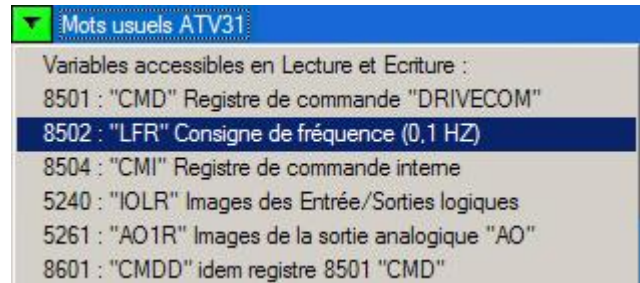 Mots usuels ATV31
Variables accessibles en Lecture et Ecriture :
8501 : "CMD" Registre de commande "DRIVECOM"
8502 : "LFR" Consigne de fréquence (0,1 HZ)
8504 : "CMI" Registre de commande interne
5240 : "IOLR" Images des Entrée/Sorties logiques
5261 : "AO1R" Images de la sortie analogique "AO"
8601 : "CMDD" idem registre 8501 "CMD"